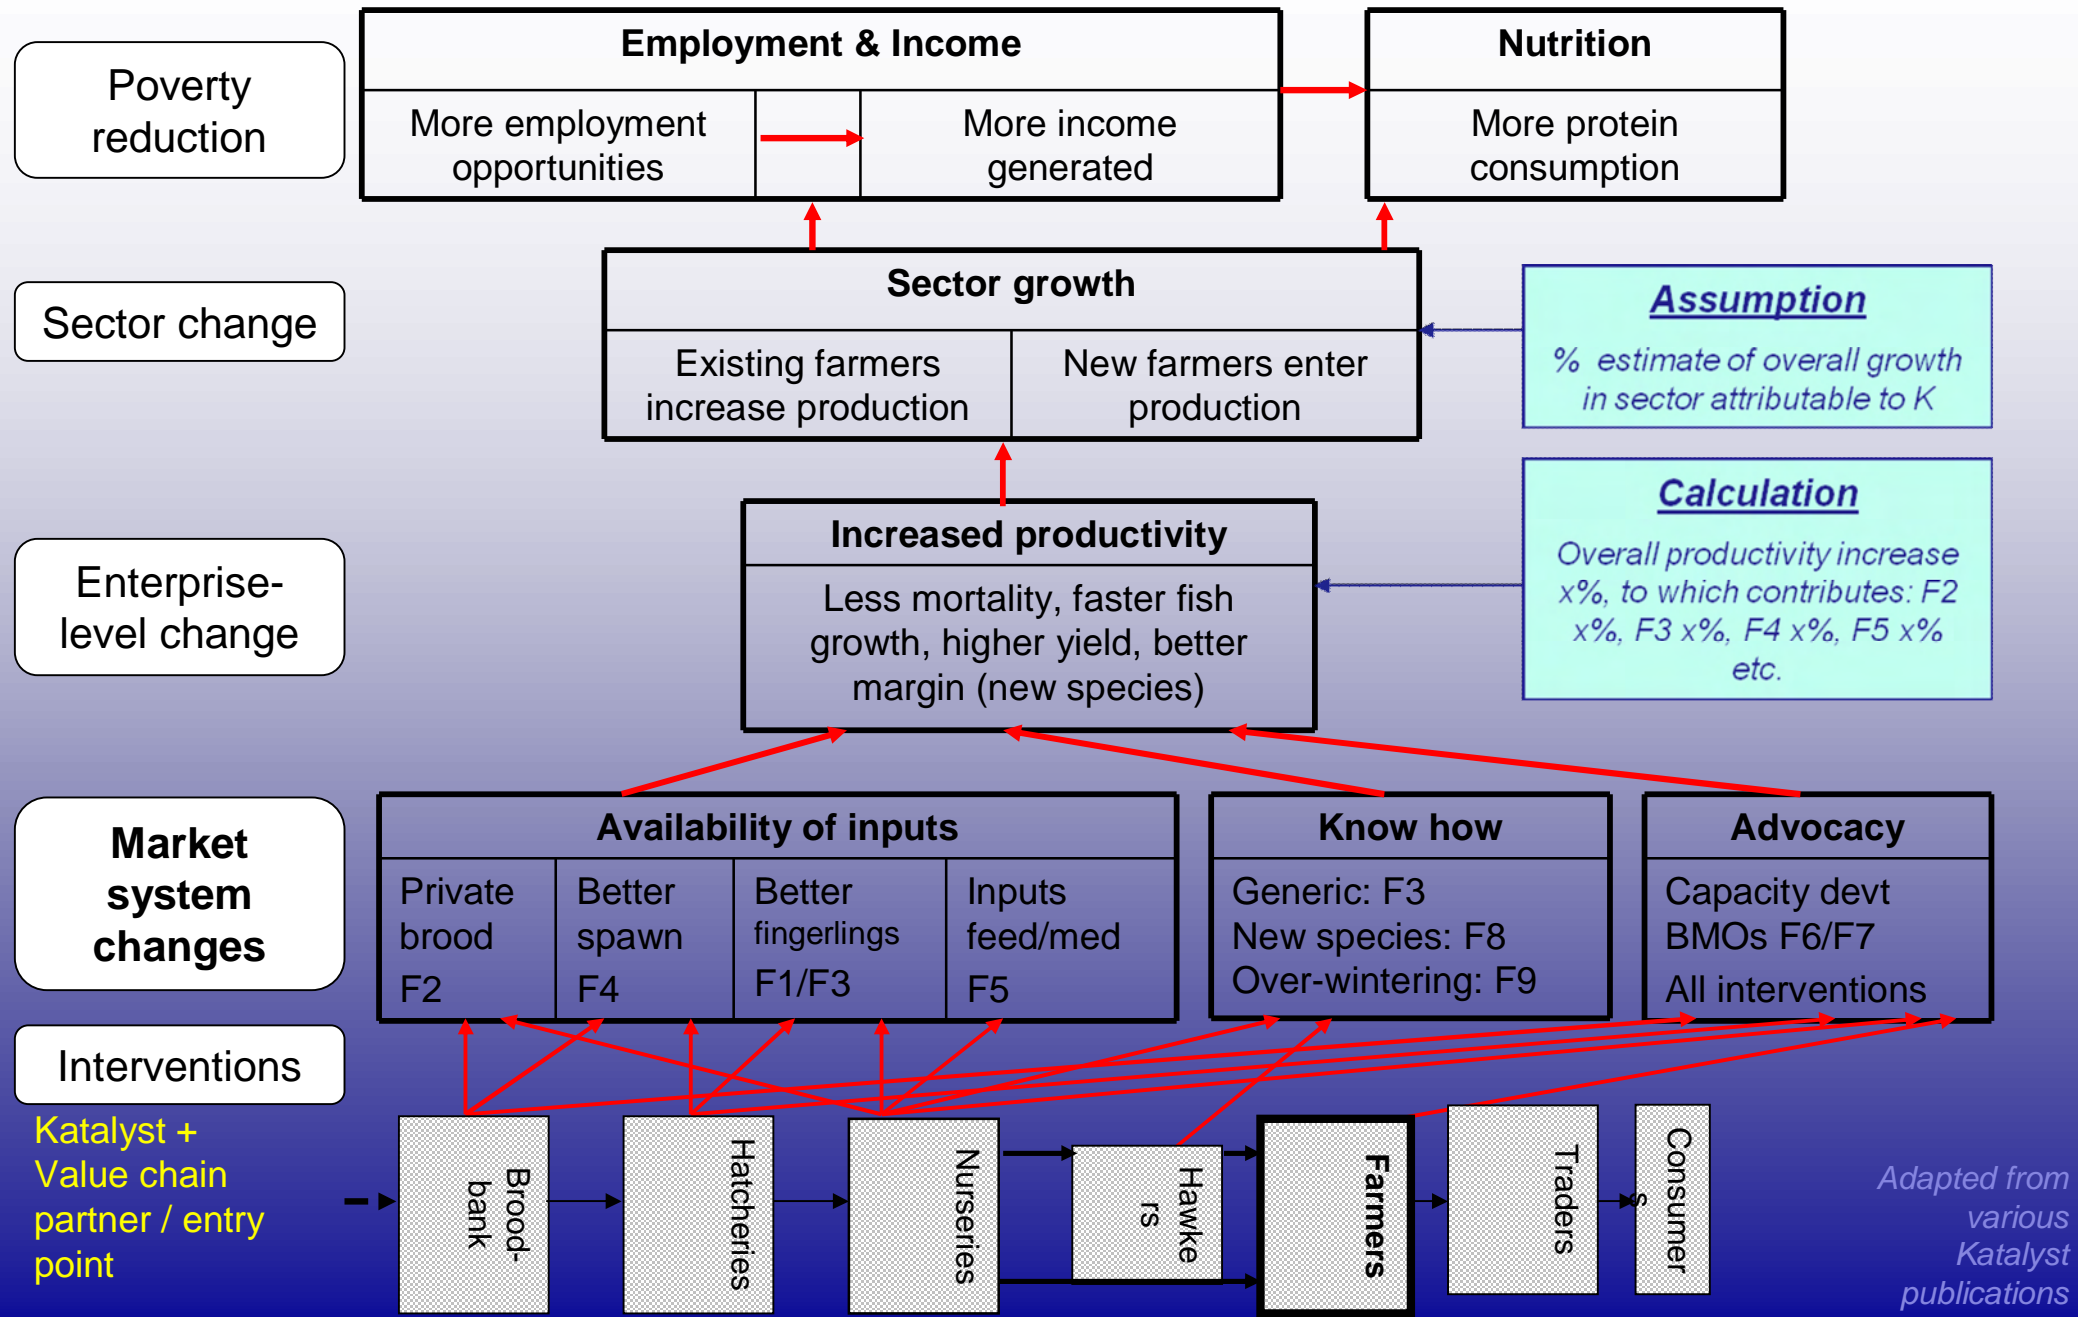 Poverty
reduction
Employment & Income
More employment
opportunities
More income
generated
Nutrition
More protein
consumption
Sector change
Sector growth
Existing farmers
increase production
New farmers enter
production
Assumption
% estimate of overall growth
in sector attributable to K
Enterprise-
level change
Increased productivity
Less mortality, faster fish
growth, higher yield, better
margin (new species)
Calculation
Overall productivity increase
x%, to which contributes: F2
x%, F3 x%, F4 x%, F5 x%
etc.
Market
system
changes
Availability of inputs
Private
brood
F2
Better
spawn
F4
Better
fingerlings
F1/F3
Inputs
feed/med
F5
Know how
Generic: F3
New species: F8
Over-wintering: F9
Advocacy
Capacity devt
BMOs F6/F7
All interventions
Interventions
Katalyst +
Value chain
partner / entry
point
Brood-
bank
Hatcheries
Nurseries
Hawke
rs
Farmers
Traders
Consumer
s
Adapted from
various
Katalyst
publications